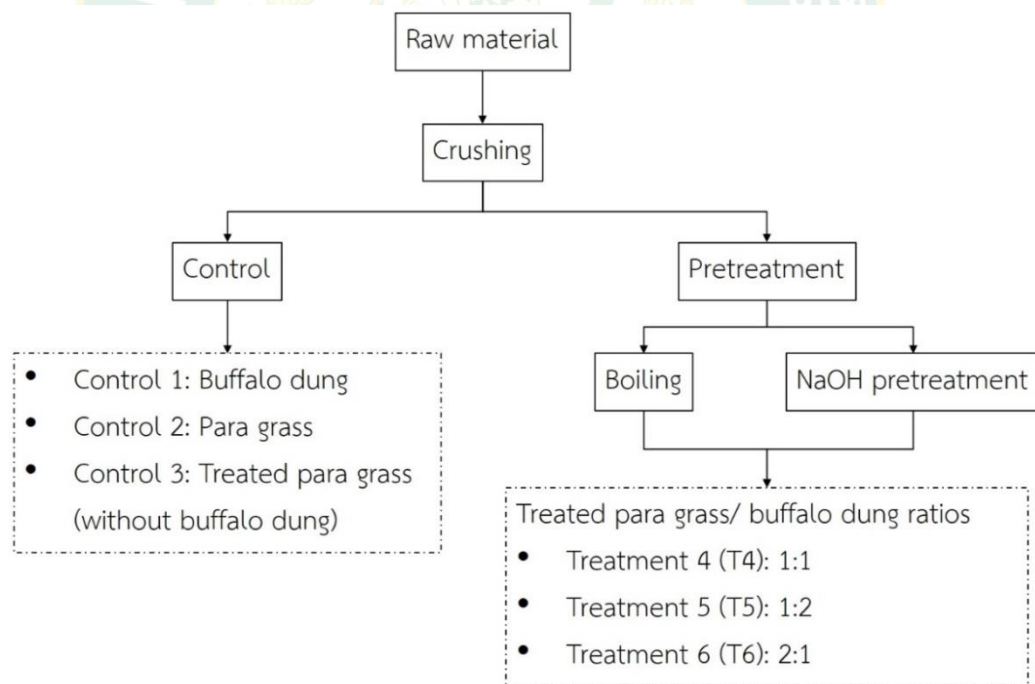 Raw material
Crushing
Control
Pretreatment
Boiling
NaOH pretreatment
• Control 1: Buffalo dung
• Control 2: Para grass
• Control 3: Treated para grass
(without buffalo dung)
Treated para grass/ buffalo dung ratios
• Treatment 4 (T4): 1:1
• Treatment 5 (T5): 1:2
• Treatment 6 (T6): 2:1